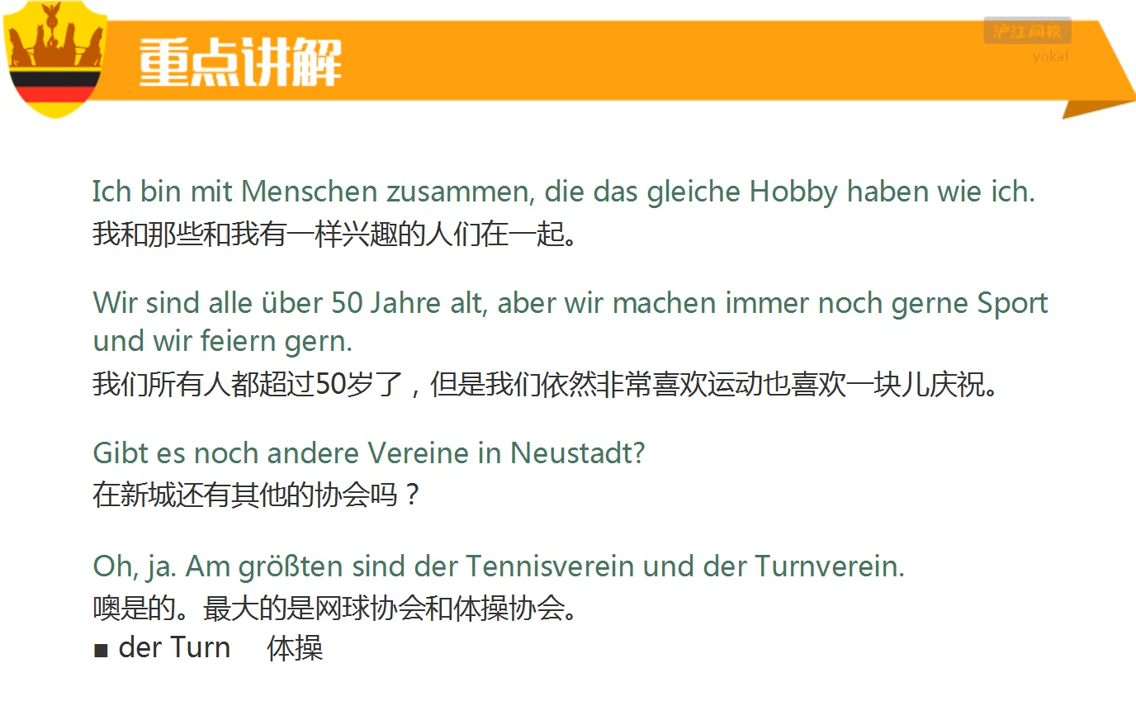 重点讲解
沪江网校
yokat
Ich bin mit Menschen zusammen, die das gleiche Hobby haben wie ich.
我和那些和我有一样兴趣的人们在一起。
Wir sind alle über 50 Jahre alt, aber wir machen immer noch gerne Sport
und wir feiern gern.
我们所有人都超过50岁了，但是我们依然非常喜欢运动也喜欢一块儿庆祝。
Gibt es noch andere Vereine in Neustadt?
在新城还有其他的协会吗？
Oh, ja. Am größten sind der Tennisverein und der Turnverein.
噢是的。最大的是网球协会和体操协会。
■ der Turn 体操